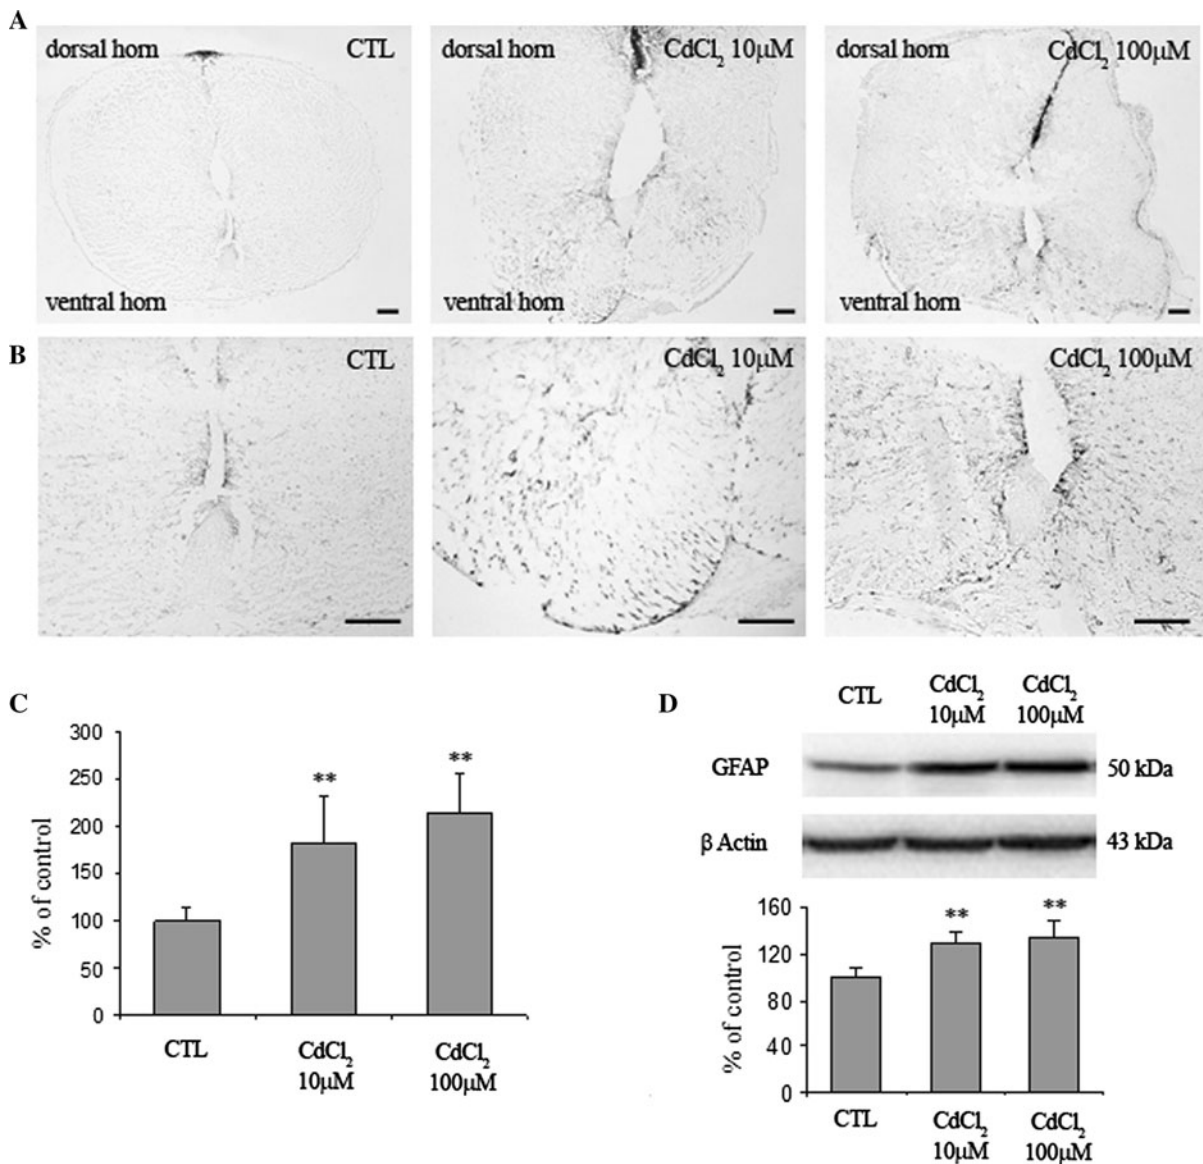 A
dorsal horn CTL
dorsal horn CdCl₂ 10µM
dorsal horn CdCl₂ 100µM
ventral horn
ventral horn
ventral horn
B
CTL
CdCl₂ 10µM
CdCl₂ 100µM
C
300
250
200
150
100
50
0
% of control
**
**
CTL
CdCl₂
10µM
CdCl₂
100µM
D
CTL
CdCl₂
10µM
CdCl₂
100µM
GFAP 50 kDa
β Actin 43 kDa
160
120
80
40
0
% of control
**
**
CTL
CdCl₂
10µM
CdCl₂
100µM